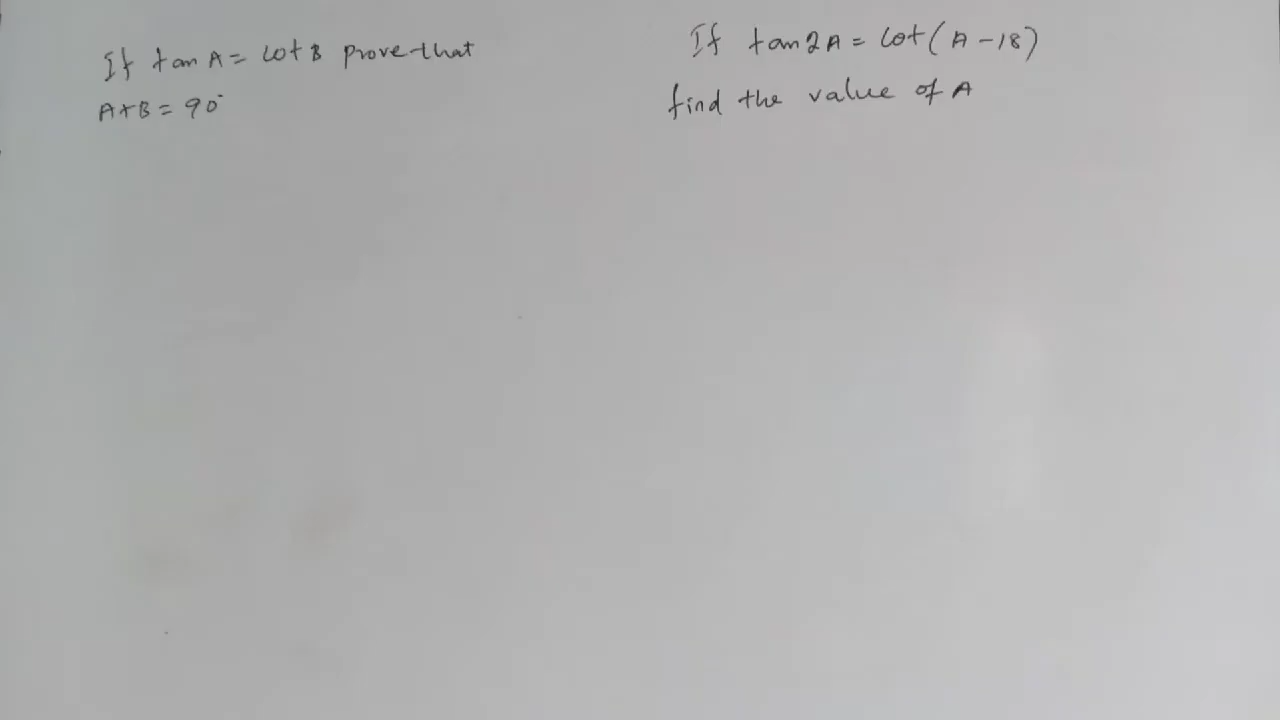 If tan A = cot B prove that
A+B = 90°
If tan 2A = cot(A - 18)
find the value of A